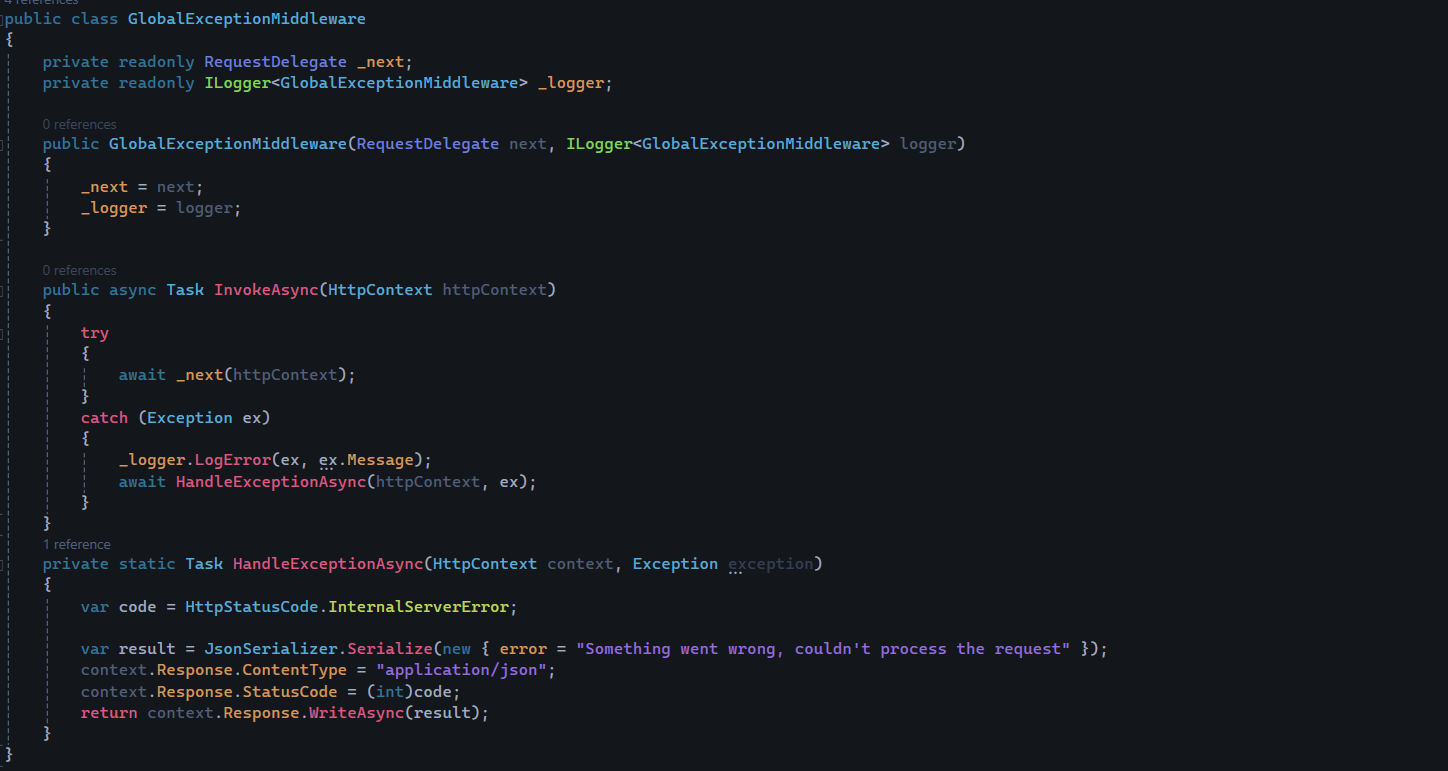 4 references
public class GlobalExceptionMiddleware
{
    private readonly RequestDelegate _next;
    private readonly ILogger<GlobalExceptionMiddleware> _logger;
    0 references
    public GlobalExceptionMiddleware(RequestDelegate next, ILogger<GlobalExceptionMiddleware> logger)
    {
        _next = next;
        _logger = logger;
    }
    0 references
    public async Task InvokeAsync(HttpContext httpContext)
    {
        try
        {
            await _next(httpContext);
        }
        catch (Exception ex)
        {
            _logger.LogError(ex, ex.Message);
            await HandleExceptionAsync(httpContext, ex);
        }
    }
    1 reference
    private static Task HandleExceptionAsync(HttpContext context, Exception exception)
    {
        var code = HttpStatusCode.InternalServerError;
        var result = JsonSerializer.Serialize(new { error = "Something went wrong, couldn't process the request" });
        context.Response.ContentType = "application/json";
        context.Response.StatusCode = (int)code;
        return context.Response.WriteAsync(result);
    }
}